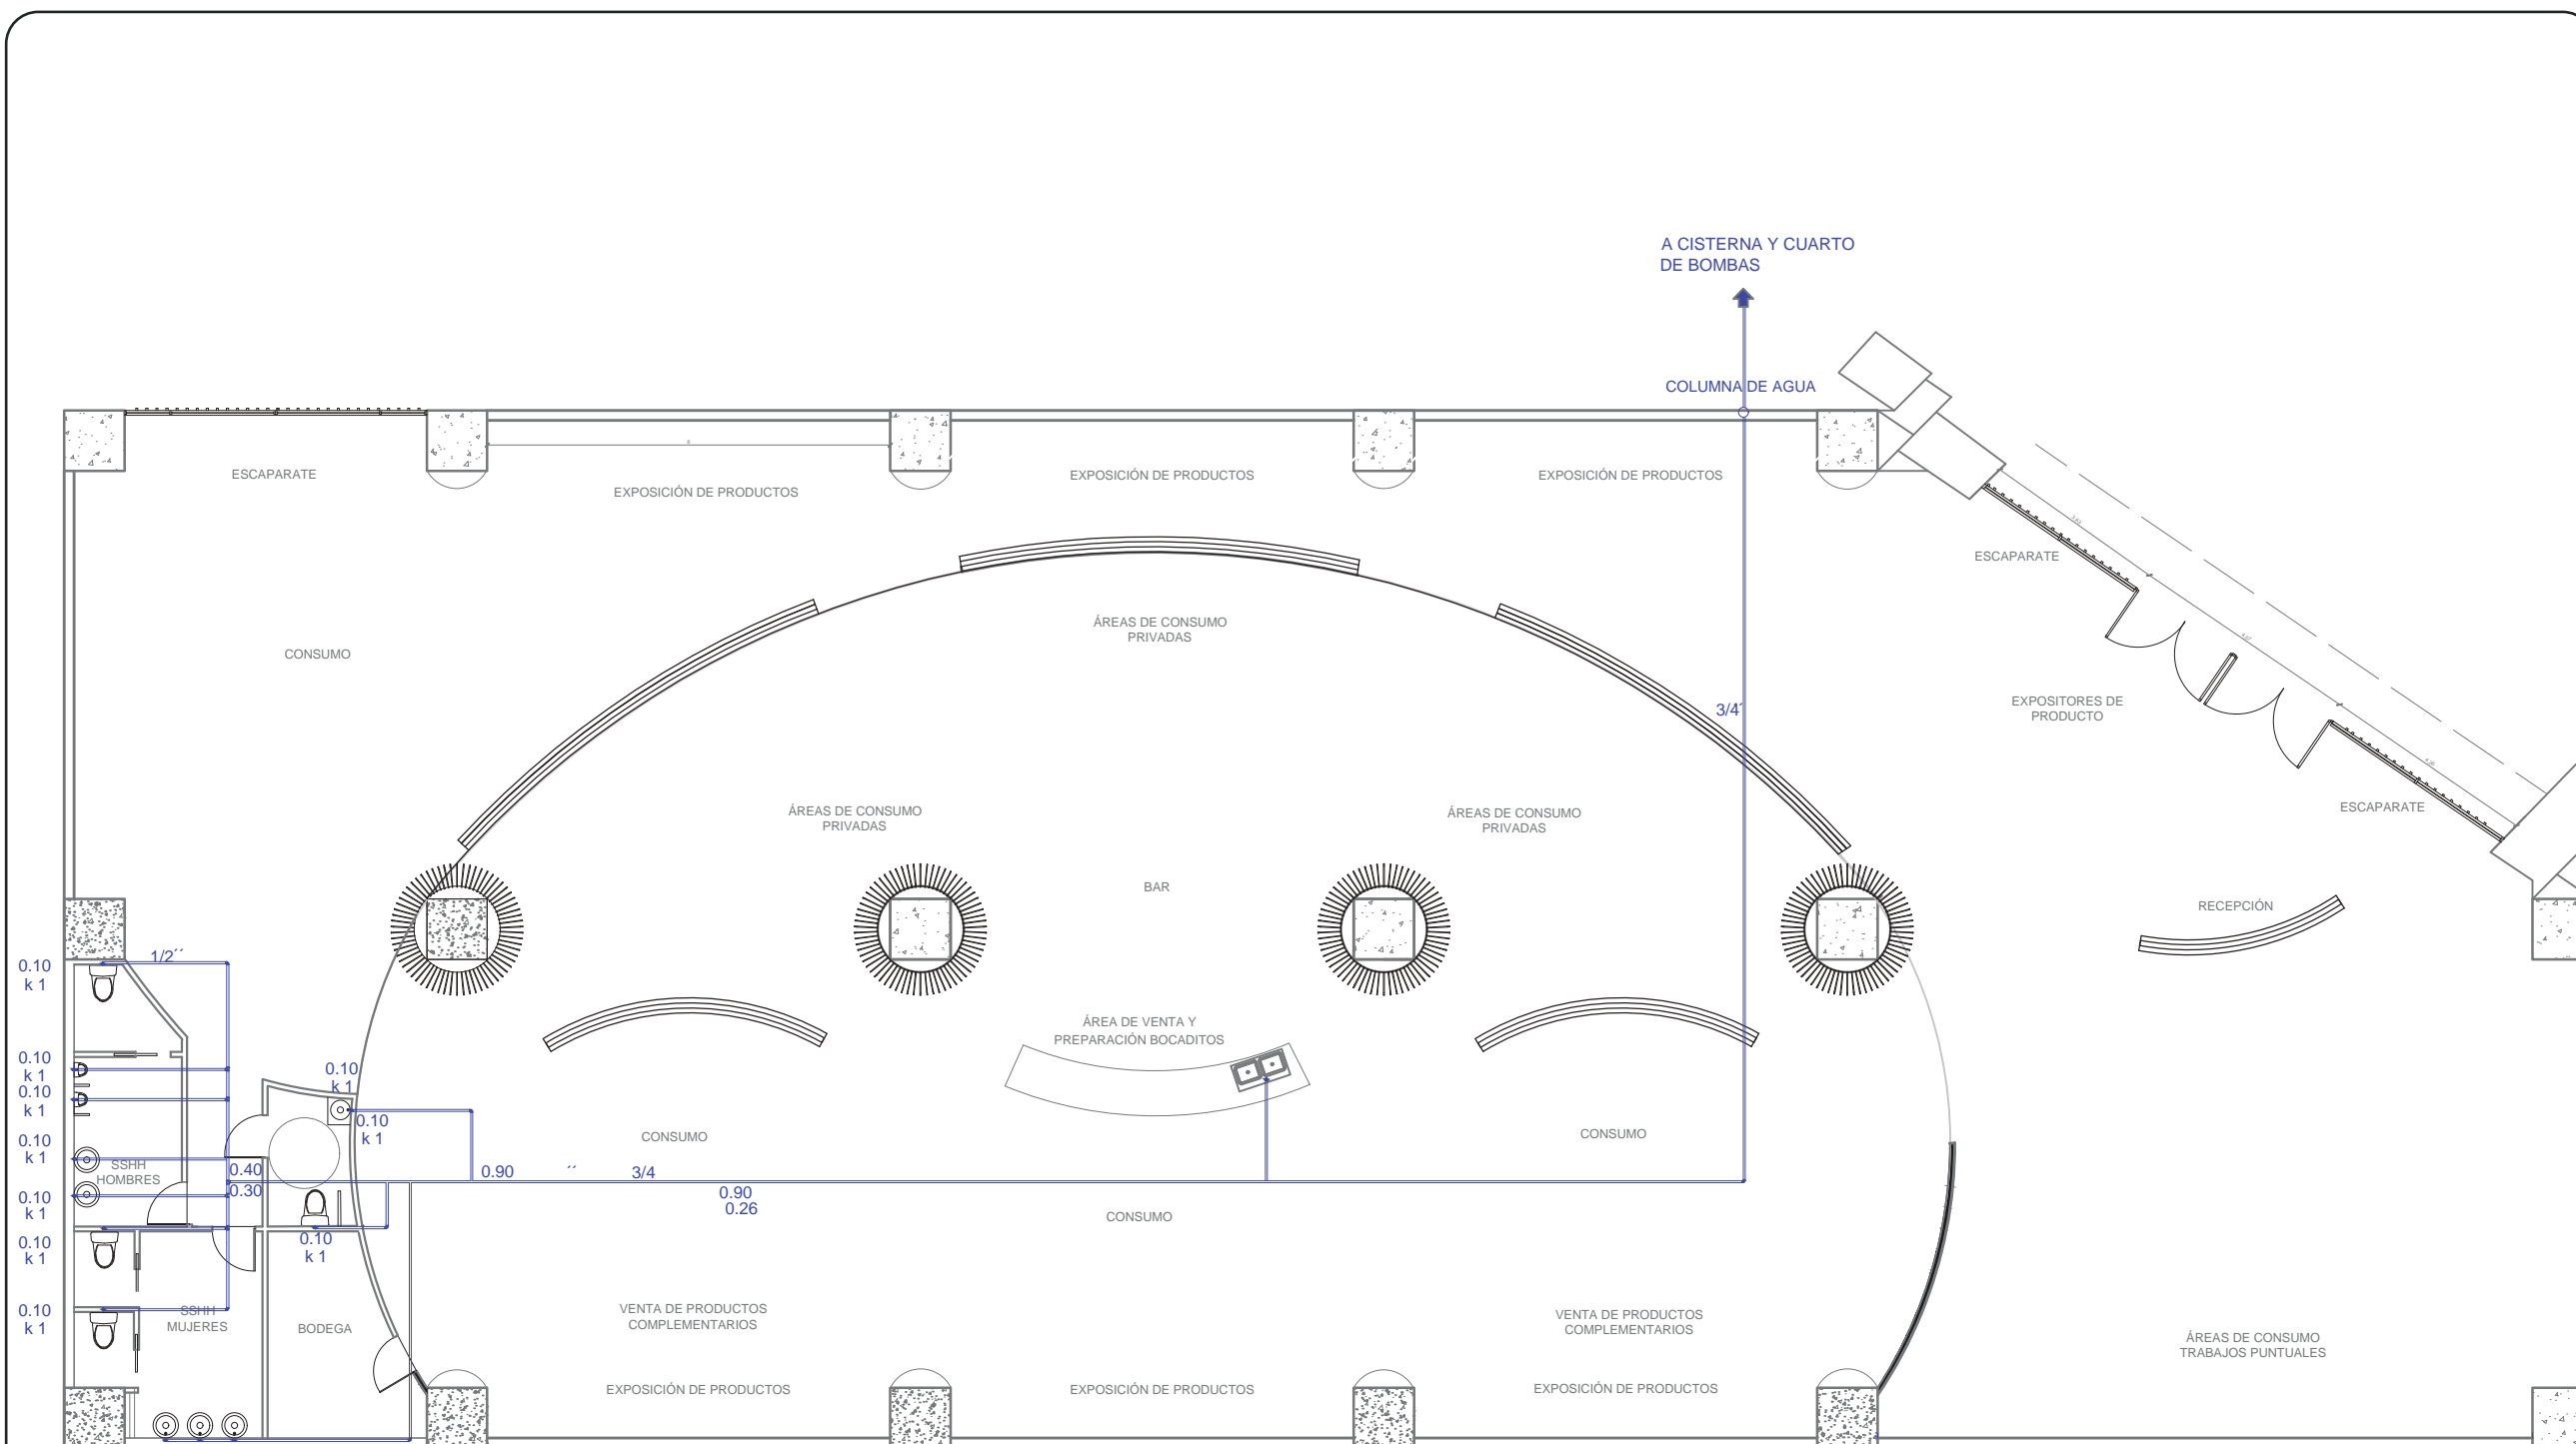 A CISTERNA Y CUARTO
DE BOMBAS
COLUMNA DE AGUA
6
ESCAPARATE
EXPOSICIÓN DE PRODUCTOS
EXPOSICIÓN DE PRODUCTOS
EXPOSICIÓN DE PRODUCTOS
ESCAPARATE
ÁREAS DE CONSUMO
PRIVADAS
CONSUMO
EXPOSITORES DE
PRODUCTO
3/4´
ESCAPARATE
ÁREAS DE CONSUMO
PRIVADAS
ÁREAS DE CONSUMO
PRIVADAS
BAR
RECEPCIÓN
1/2´´
0.10
k 1
ÁREA DE VENTA Y
PREPARACIÓN BOCADITOS
0.10
k 1
0.10
k 1
0.10
k 1
0.10
k 1
0.10
k 1
CONSUMO
CONSUMO
SSHH
HOMBRES
0.40
0.30
0.90 ´´ 3/4
0.90
0.26
0.10
k 1
CONSUMO
0.10
k 1
0.10
k 1
0.10
k 1
SSHH
MUJERES
BODEGA
VENTA DE PRODUCTOS
COMPLEMENTARIOS
VENTA DE PRODUCTOS
COMPLEMENTARIOS
ÁREAS DE CONSUMO
TRABAJOS PUNTUALES
EXPOSICIÓN DE PRODUCTOS
EXPOSICIÓN DE PRODUCTOS
EXPOSICIÓN DE PRODUCTOS